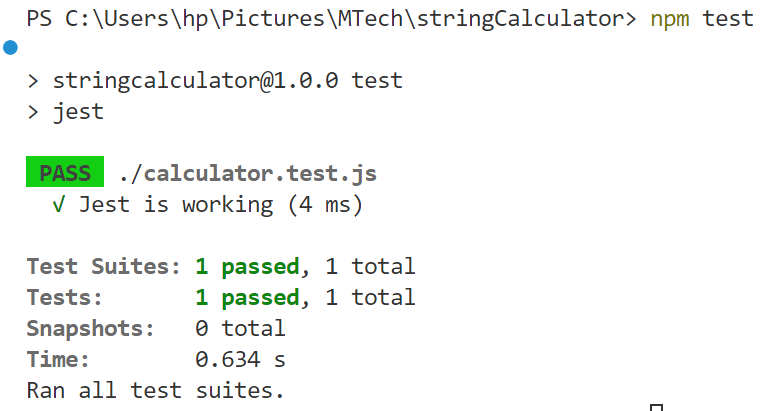 PS C:\Users\hp\Pictures\MTech\stringCalculator> npm test
> stringcalculator@1.0.0 test
> jest
PASS ./calculator.test.js
√ Jest is working (4 ms)
Test Suites: 1 passed, 1 total
Tests: 1 passed, 1 total
Snapshots: 0 total
Time: 0.634 s
Ran all test suites.